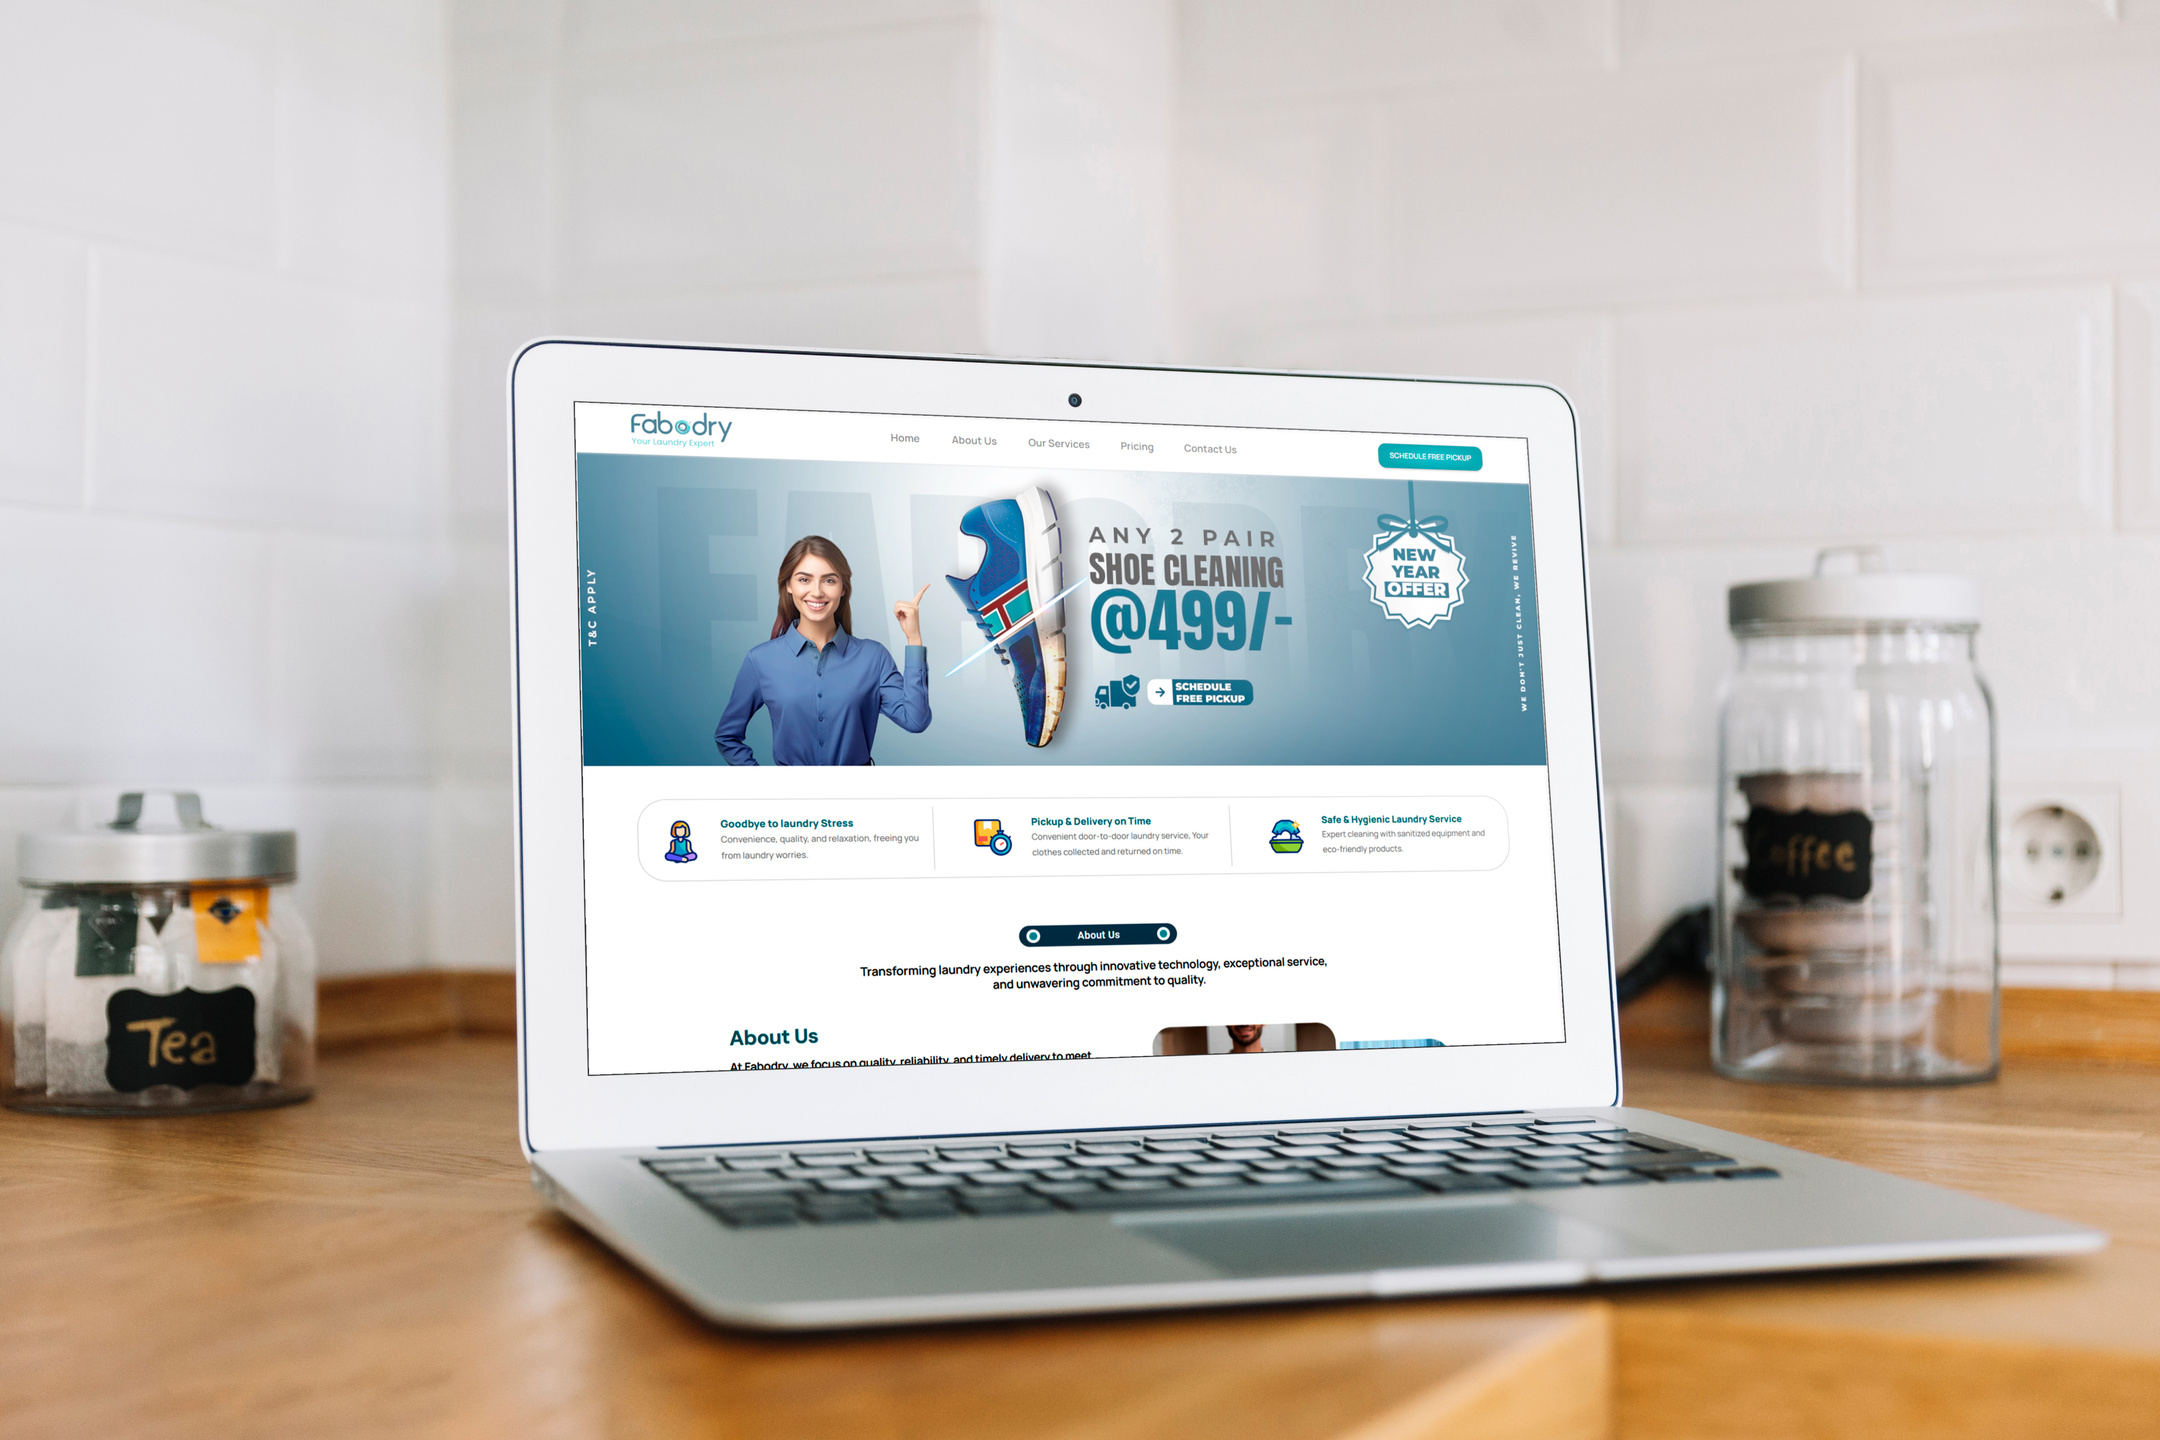 Fabodry
Your Laundry Expert
Home
About Us
Our Services
Pricing
Contact Us
SCHEDULE FREE PICKUP
T&C APPLY
ANY 2 PAIR
SHOE CLEANING
@499/-
SCHEDULE
FREE PICKUP
NEW
YEAR
OFFER
WE DON'T JUST CLEAN, WE REVIVE
Goodbye to laundry Stress
Convenience, quality, and relaxation, freeing you
from laundry worries.
Pickup & Delivery on Time
Convenient door-to-door laundry service, Your
clothes collected and returned on time.
Safe & Hygienic Laundry Service
Expert cleaning with sanitized equipment and
eco-friendly products.
About Us
Transforming laundry experiences through innovative technology, exceptional service,
and unwavering commitment to quality.
About Us
At Fabodry, we focus on quality, reliability, and timely delivery to meet
Tea
Coffee